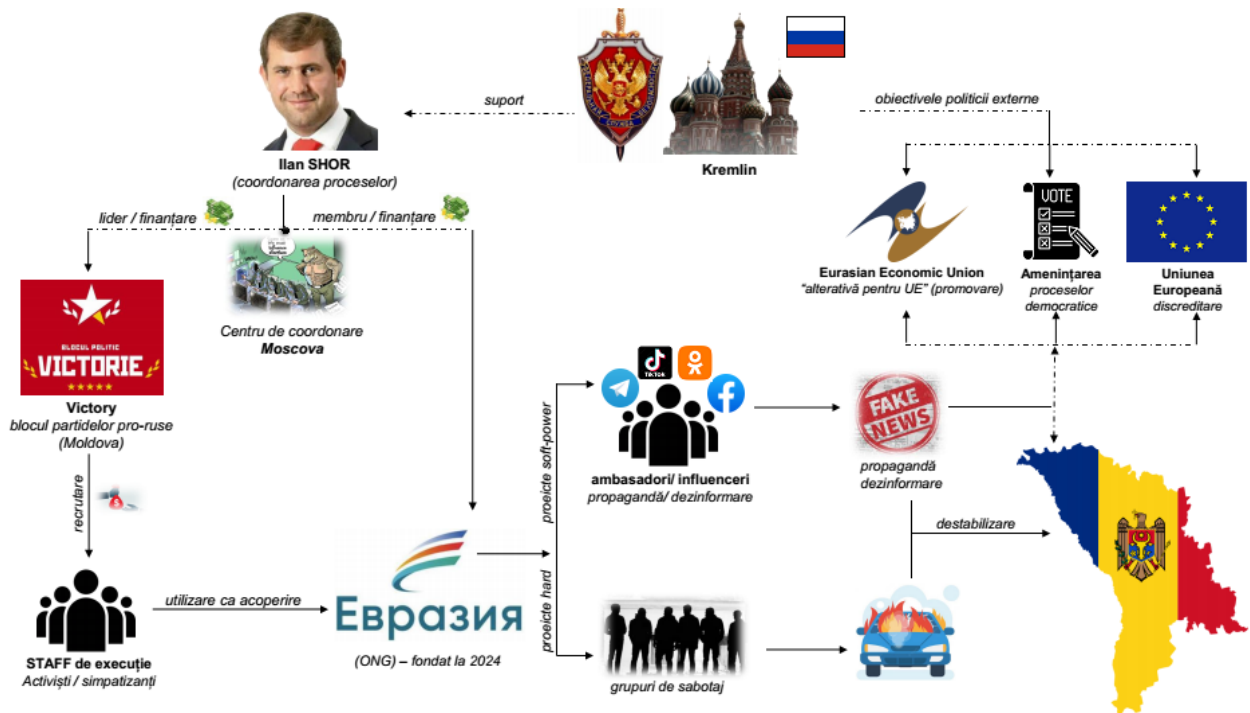 suport
obiectivele politicii externe
Ilan SHOR
(coordonarea proceselor)
Kremlin
lider / finanțare
membru / finanțare
VOTE
Eurasian Economic Union
"alterativă pentru UE" (promovare)
Amenințarea
proceselor
democratice
Uniunea
Europeană
discreditare
Centru de coordonare
Moscova
BLOCUL POLITIC
VICTORIE
Victory
blocul partidelor pro-ruse
(Moldova)
recrutare
TikTok
proeicte soft-power
ambasadori/ influenceri
propagandă/ dezinformare
FAKE
NEWS
propagandă
dezinformare
destabilizare
utilizare ca acoperire
Евразия
(ONG) – fondat la 2024
proeicte hard
grupuri de sabotaj
STAFF de execuție
Activiști / simpatizanți